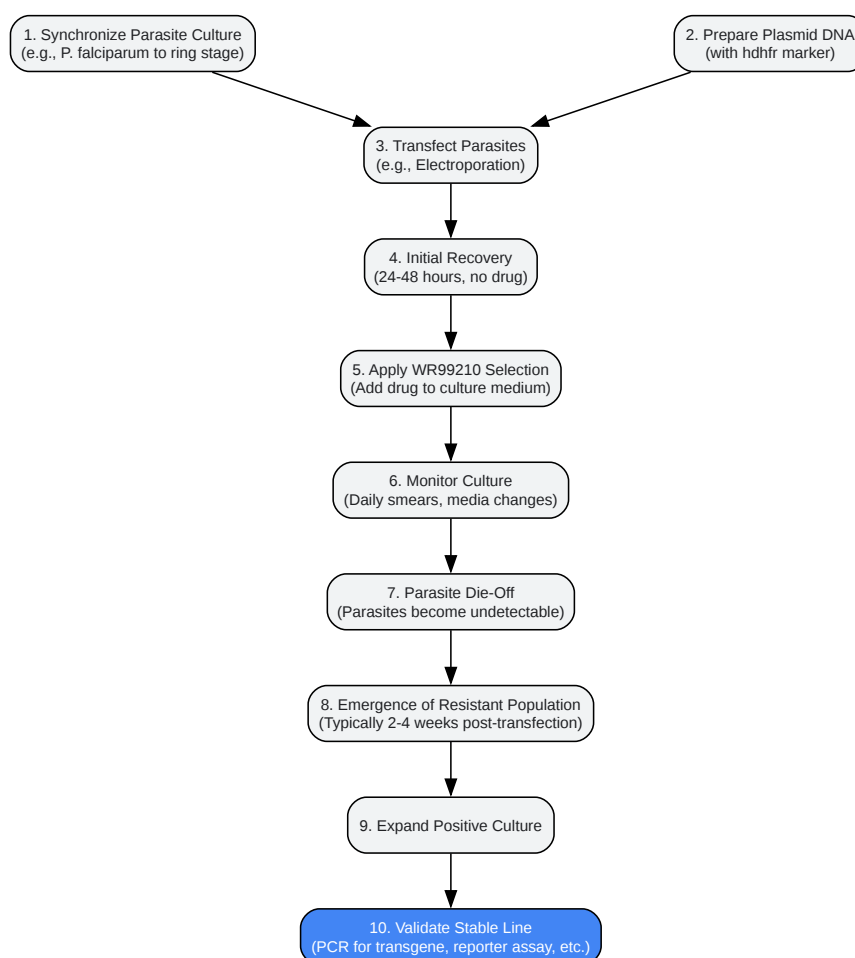 1. Synchronize Parasite Culture
(e.g., P. falciparum to ring stage)
2. Prepare Plasmid DNA
(with hdhfr marker)
3. Transfect Parasites
(e.g., Electroporation)
4. Initial Recovery
(24-48 hours, no drug)
5. Apply WR99210 Selection
(Add drug to culture medium)
6. Monitor Culture
(Daily smears, media changes)
7. Parasite Die-Off
(Parasites become undetectable)
8. Emergence of Resistant Population
(Typically 2-4 weeks post-transfection)
9. Expand Positive Culture
10. Validate Stable Line
(PCR for transgene, reporter assay, etc.)